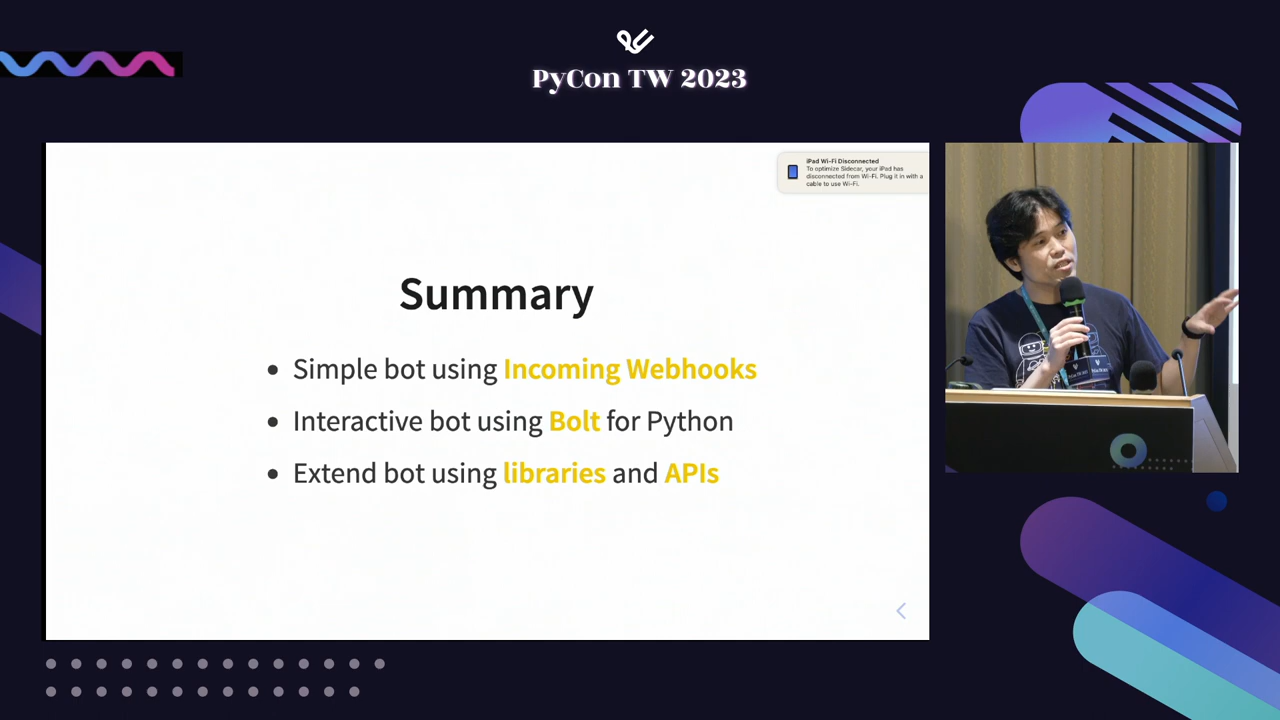 PyCon TW 2023
iPad Wi-Fi Disconnected
To optimize Sidecar, your iPad has
disconnected from Wi-Fi. Plug it in with a
cable to use Wi-Fi.
Summary
Simple bot using Incoming Webhooks
Interactive bot using Bolt for Python
Extend bot using libraries and APIs